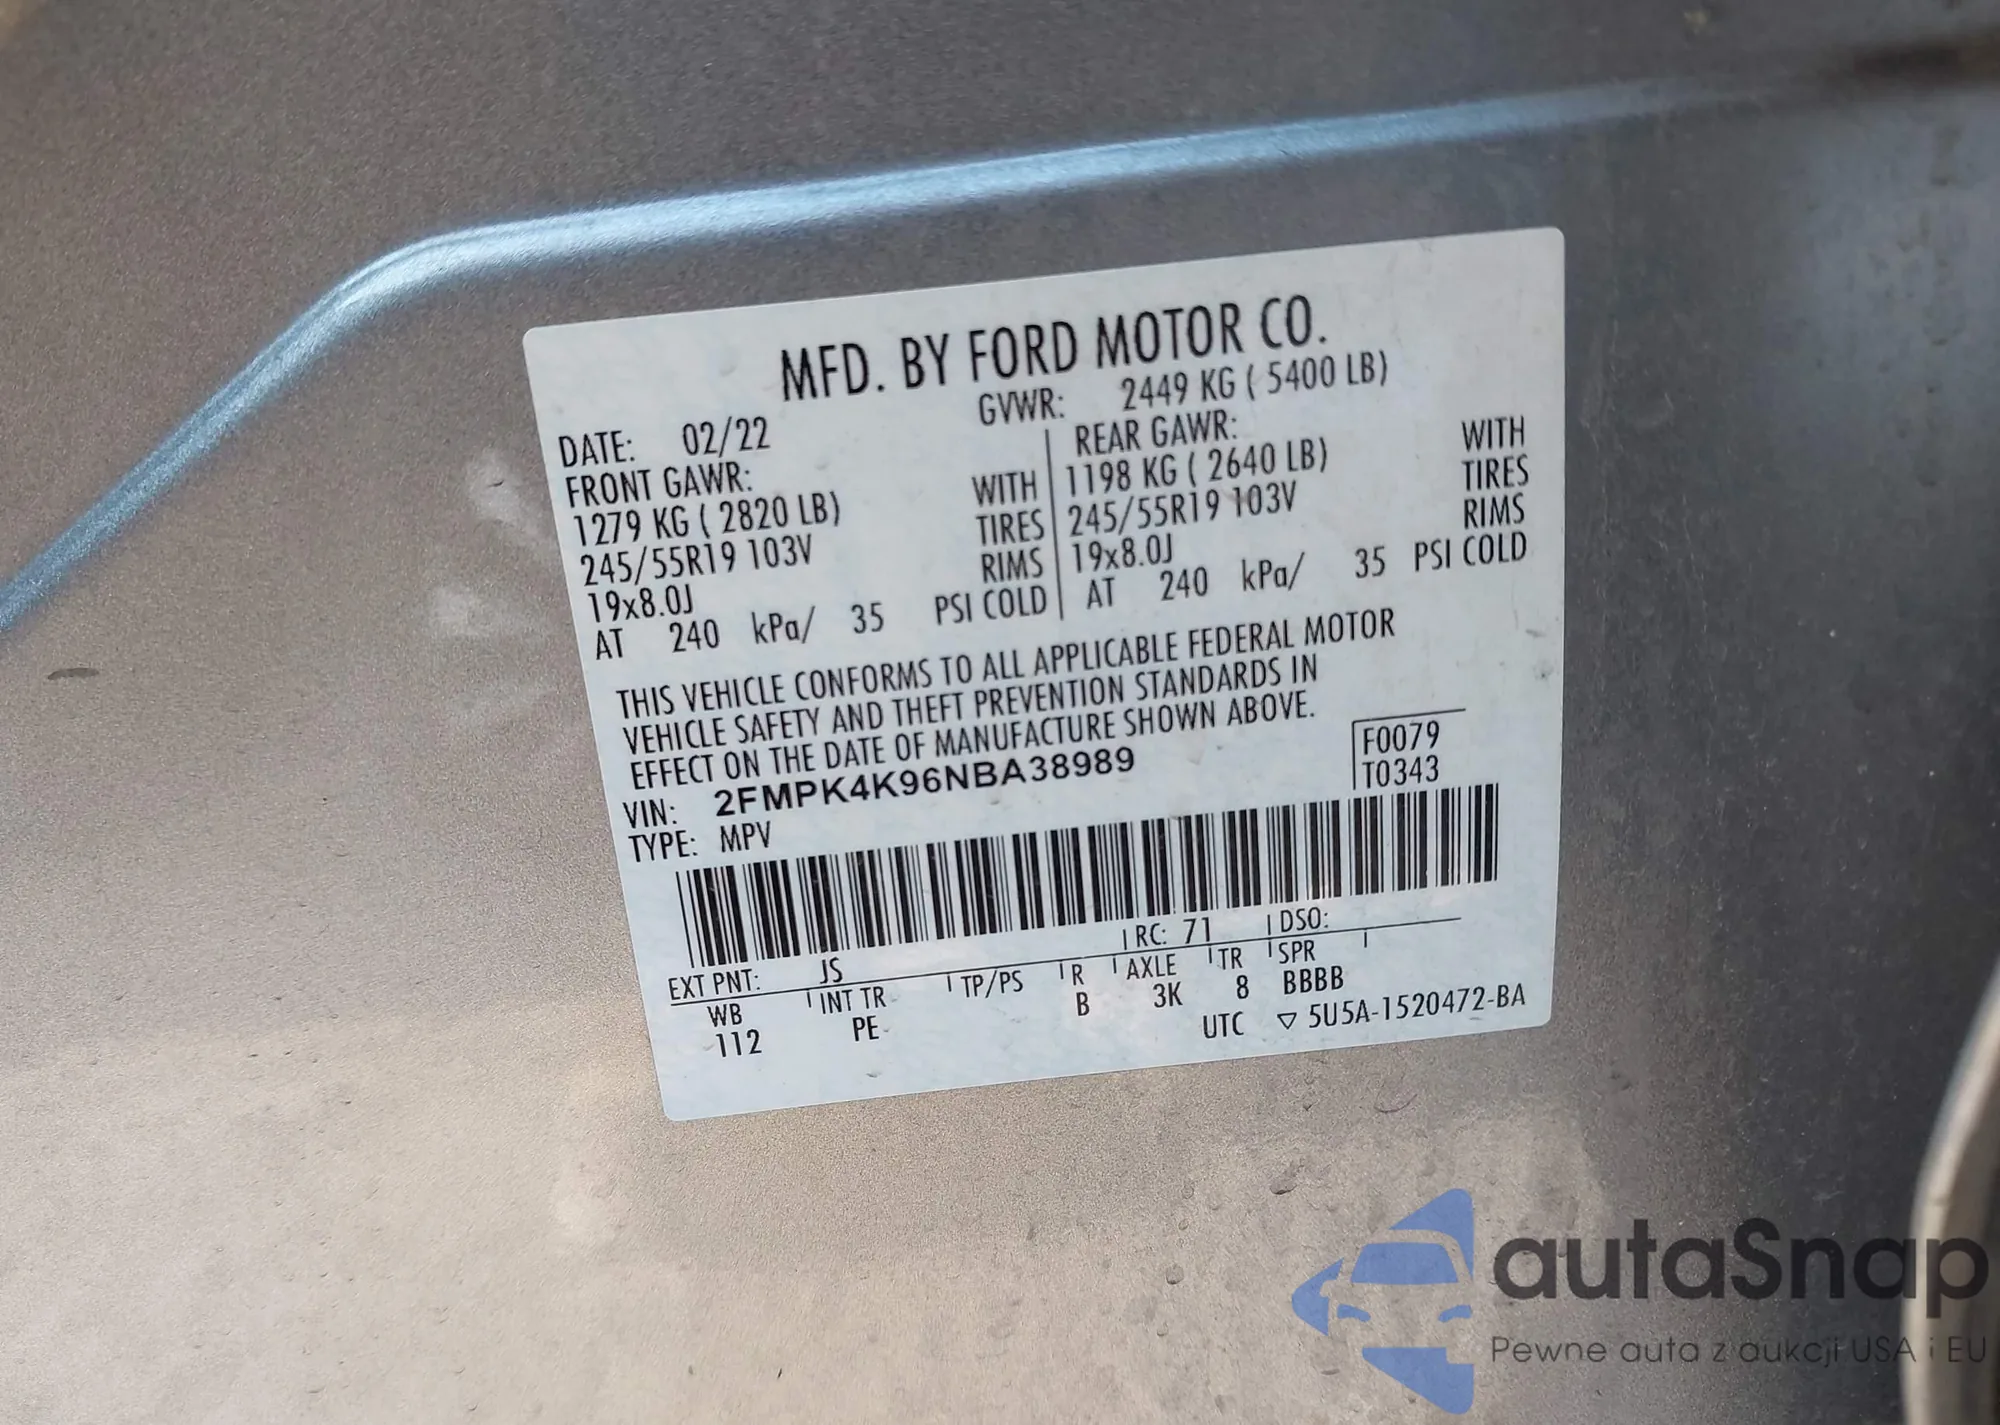 MFD. BY FORD MOTOR CO.
DATE: 02/22 GVWR: 2449 KG ( 5400 LB)
FRONT GAWR: REAR GAWR:
1279 KG ( 2820 LB) WITH 1198 KG ( 2640 LB) WITH
245/55R19 103V TIRES 245/55R19 103V TIRES
19x8.0J RIMS 19x8.0J RIMS
AT 240 kPa/ 35 PSI COLD AT 240 kPa/ 35 PSI COLD
THIS VEHICLE CONFORMS TO ALL APPLICABLE FEDERAL MOTOR
VEHICLE SAFETY AND THEFT PREVENTION STANDARDS IN
EFFECT ON THE DATE OF MANUFACTURE SHOWN ABOVE.
VIN: 2FMPK4K96NBA38989 F0079
TYPE: MPV T0343
EXT PNT: JS RC: 71 DSO:
WB INT TR TP/PS R AXLE TR SPR
112 PE B 3K 8 BBBB
UTC ▽ 5U5A-1520472-BA
autaSnap
Pewne auta z aukcji USA i EU